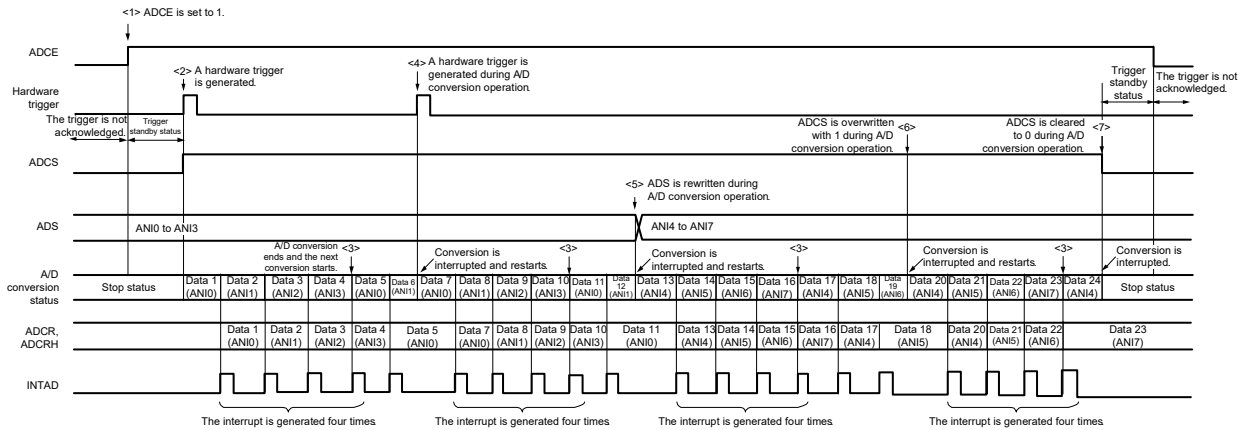 <1> ADCE is set to 1.
ADCE
<2> A hardware trigger
is generated.
<4> A hardware trigger is
generated during A/D
conversion operation.
Trigger
standby
status
The trigger is not
acknowledged.
Hardware
trigger
The trigger is not
acknowledged.
Trigger
standby status
ADCS is overwritten
with 1 during A/D
conversion operation.
<6>
ADCS is cleared
to 0 during A/D
conversion operation.
<7>
ADCS
<5> ADS is rewritten during
A/D conversion operation.
ADS
ANI0 to ANI3
ANI4 to ANI7
A/D conversion
ends and the next
conversion starts.
<3>
Conversion is
interrupted and restarts.
<3>
Conversion is
interrupted and restarts.
<3>
Conversion is
interrupted and restarts.
<3>
Conversion is
interrupted.
A/D
conversion
status
Stop status
Data 1
(ANI0)
Data 2
(ANI1)
Data 3
(ANI2)
Data 4
(ANI3)
Data 5
(ANI0)
Data 6
(ANI1)
Data 7
(ANI0)
Data 8
(ANI1)
Data 9
(ANI2)
Data 10
(ANI3)
Data 11
(ANI0)
Data
12
(ANI1)
Data 13
(ANI4)
Data 14
(ANI5)
Data 15
(ANI6)
Data 16
(ANI7)
Data 17
(ANI4)
Data 18
(ANI5)
Data
19
(ANI6)
Data 20
(ANI4)
Data 21
(ANI5)
Data 22
(ANI6)
Data 23
(ANI7)
Data 24
(ANI4)
Stop status
ADCR,
ADCRH
Data 1
(ANI0)
Data 2
(ANI1)
Data 3
(ANI2)
Data 4
(ANI3)
Data 5
(ANI0)
Data 7
(ANI0)
Data 8
(ANI1)
Data 9
(ANI2)
Data 10
(ANI3)
Data 11
(ANI0)
Data 13
(ANI4)
Data 14
(ANI5)
Data 15
(ANI6)
Data 16
(ANI7)
Data 17
(ANI4)
Data 18
(ANI5)
Data 20
(ANI4)
Data 21
(ANI5)
Data 22
(ANI6)
Data 23
(ANI7)
INTAD
The interrupt is generated four times.
The interrupt is generated four times.
The interrupt is generated four times.
The interrupt is generated four times.